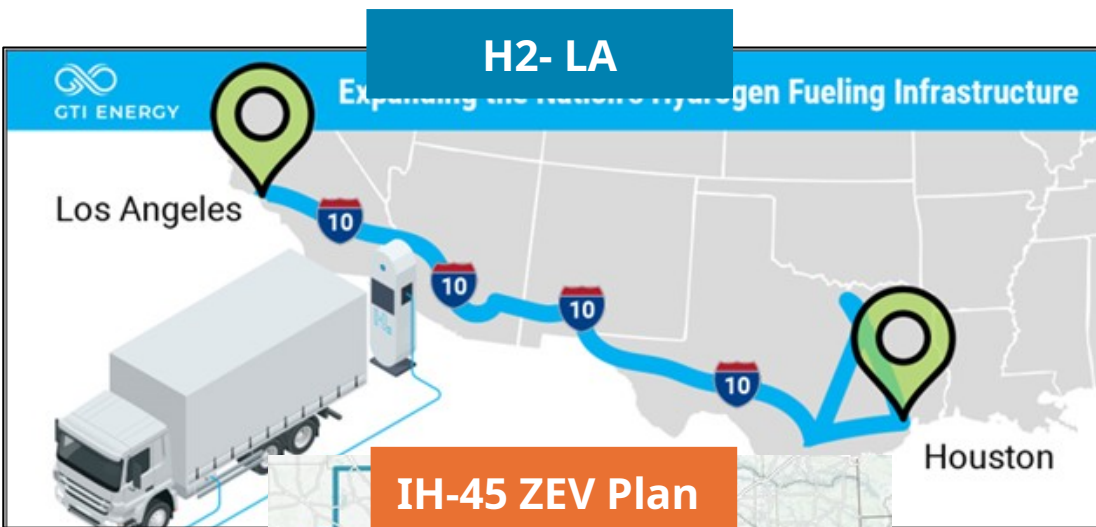 H2- LA
GTI ENERGY
Expanding the Nation's Hydrogen Fueling Infrastructure
Los Angeles
10
10
10
10
Houston
IH-45 ZEV Plan